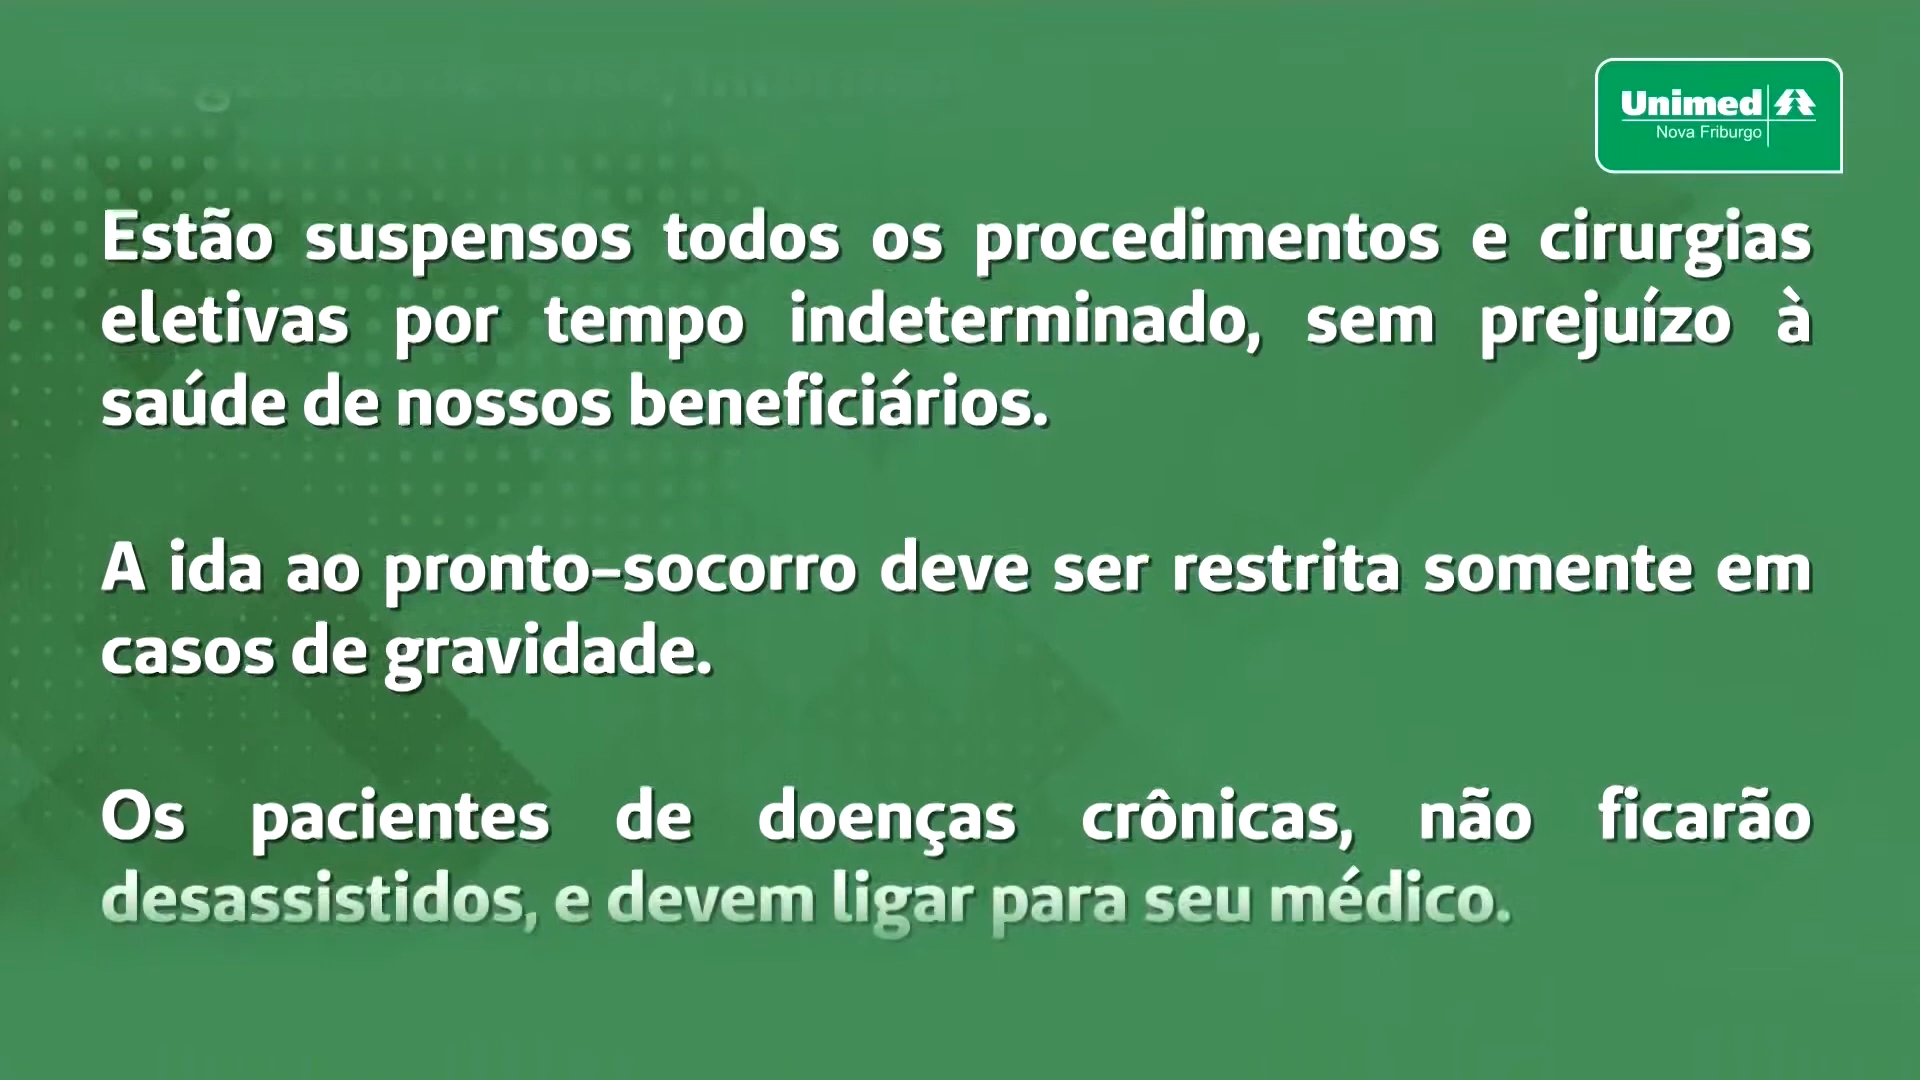 Unimed
Nova Friburgo
Estão suspensos todos os procedimentos e cirurgias
eletivas por tempo indeterminado, sem prejuízo à
saúde de nossos beneficiários.
A ida ao pronto-socorro deve ser restrita somente em
casos de gravidade.
Os pacientes de doenças crônicas, não ficarão
desassistidos, e devem ligar para seu médico.